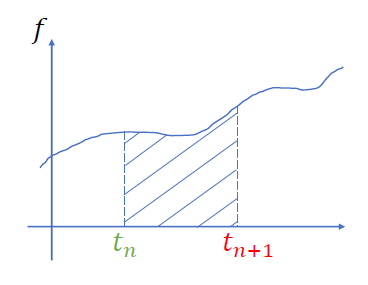 f
t_n
t_{n+1}